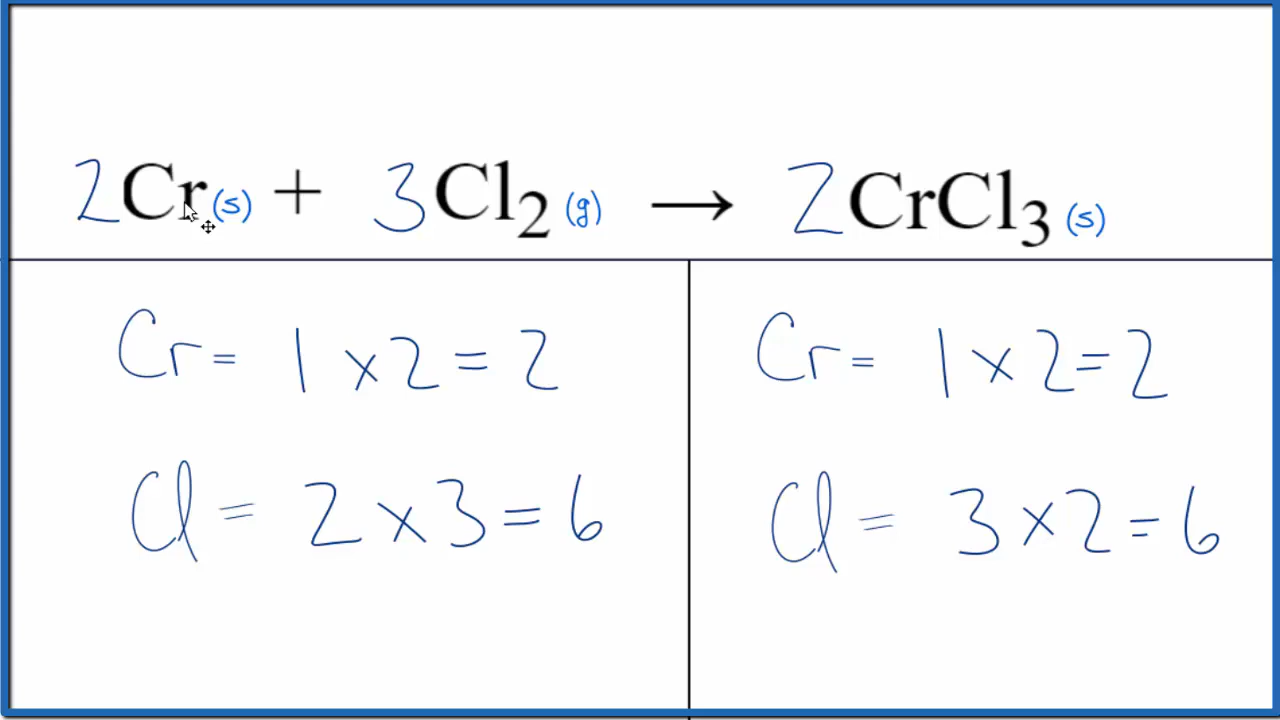 2Cr(s) + 3Cl₂(g) → 2CrCl₃(s)
Cr = 1 x 2 = 2
Cl = 2 x 3 = 6
Cr = 1 x 2 = 2
Cl = 3 x 2 = 6